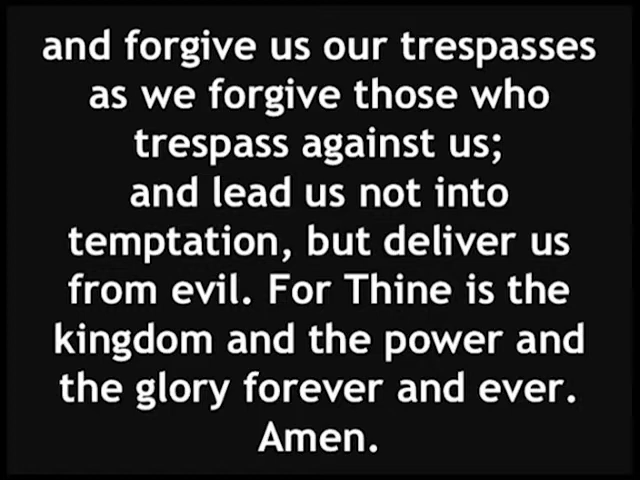 and forgive us our trespasses
as we forgive those who
trespass against us;
and lead us not into
temptation, but deliver us
from evil. For Thine is the
kingdom and the power and
the glory forever and ever.
Amen.